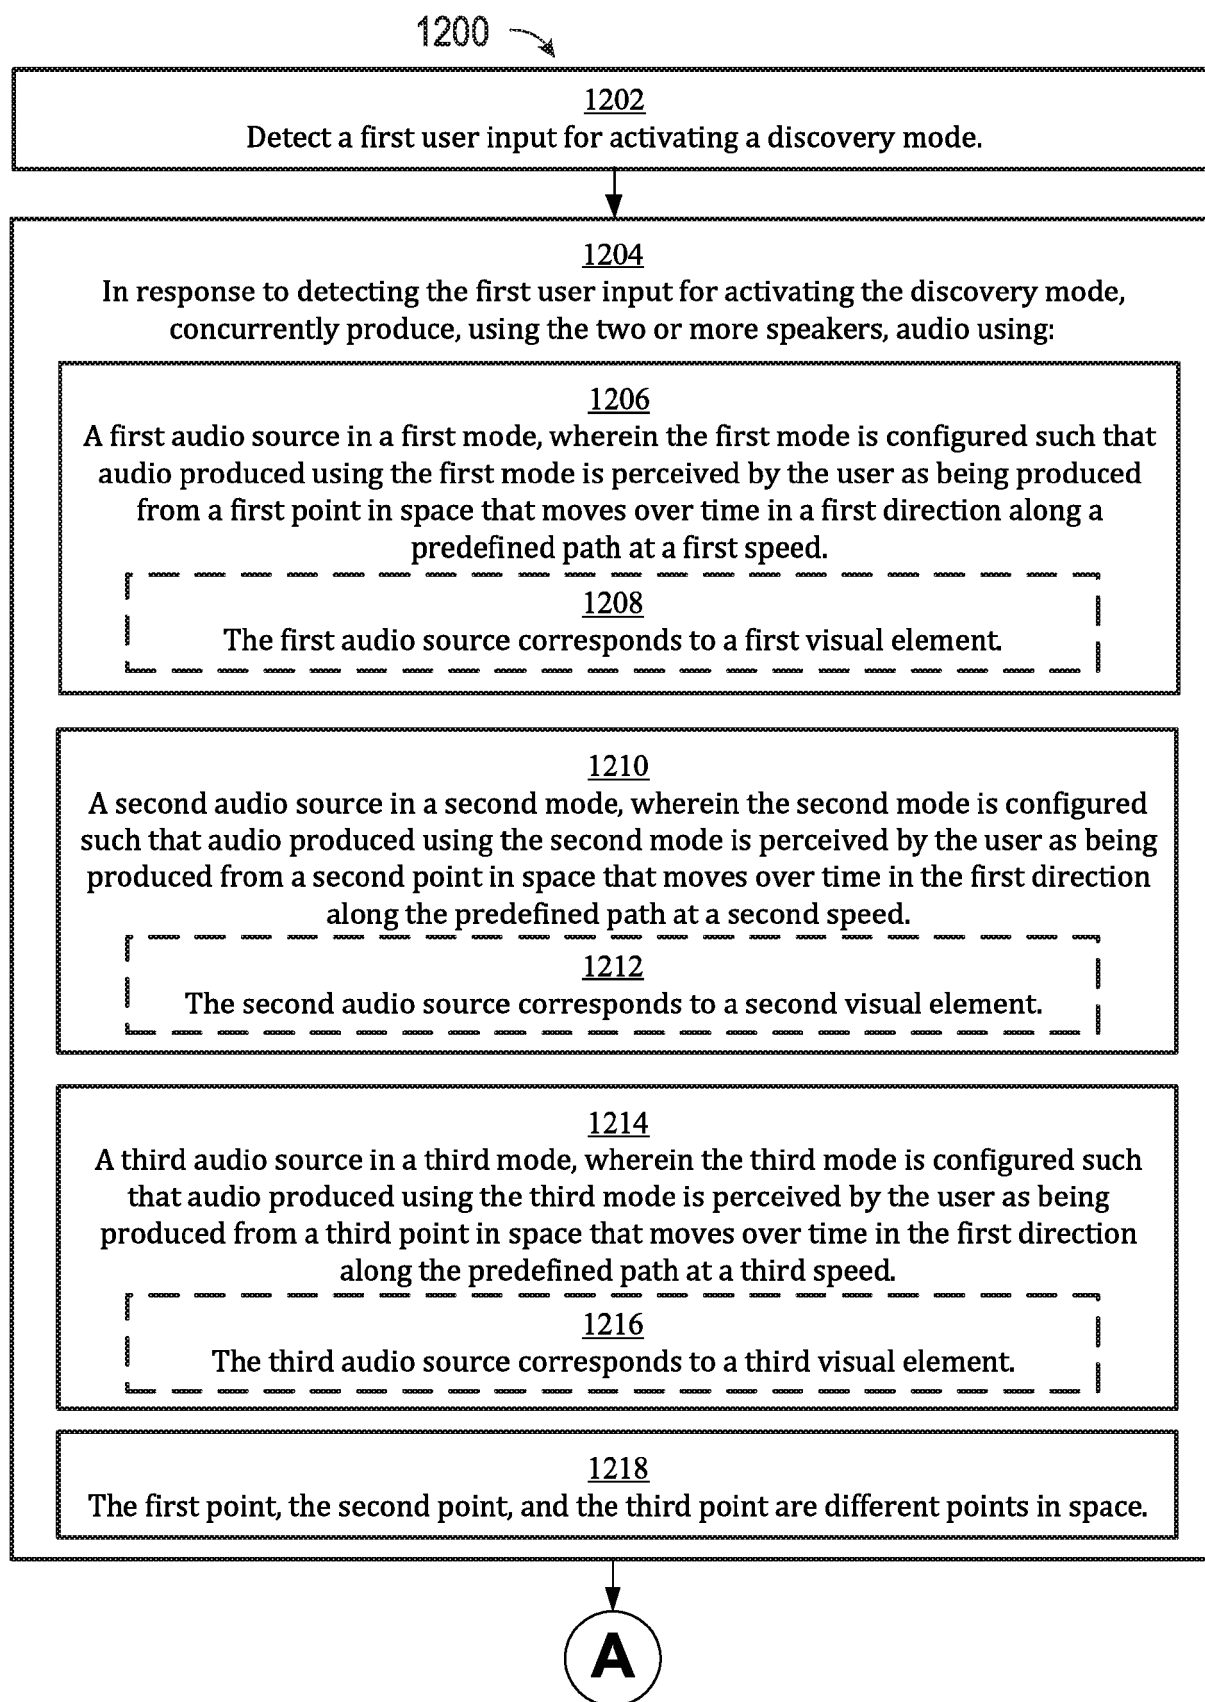 1200
1202
Detect a first user input for activating a discovery mode.
1204
In response to detecting the first user input for activating the discovery mode,
concurrently produce, using the two or more speakers, audio using:
1206
A first audio source in a first mode, wherein the first mode is configured such that
audio produced using the first mode is perceived by the user as being produced
from a first point in space that moves over time in a first direction along a
predefined path at a first speed.
1208
The first audio source corresponds to a first visual element.
1210
A second audio source in a second mode, wherein the second mode is configured
such that audio produced using the second mode is perceived by the user as being
produced from a second point in space that moves over time in the first direction
along the predefined path at a second speed.
1212
The second audio source corresponds to a second visual element.
1214
A third audio source in a third mode, wherein the third mode is configured such
that audio produced using the third mode is perceived by the user as being
produced from a third point in space that moves over time in the first direction
along the predefined path at a third speed.
1216
The third audio source corresponds to a third visual element.
1218
The first point, the second point, and the third point are different points in space.
A